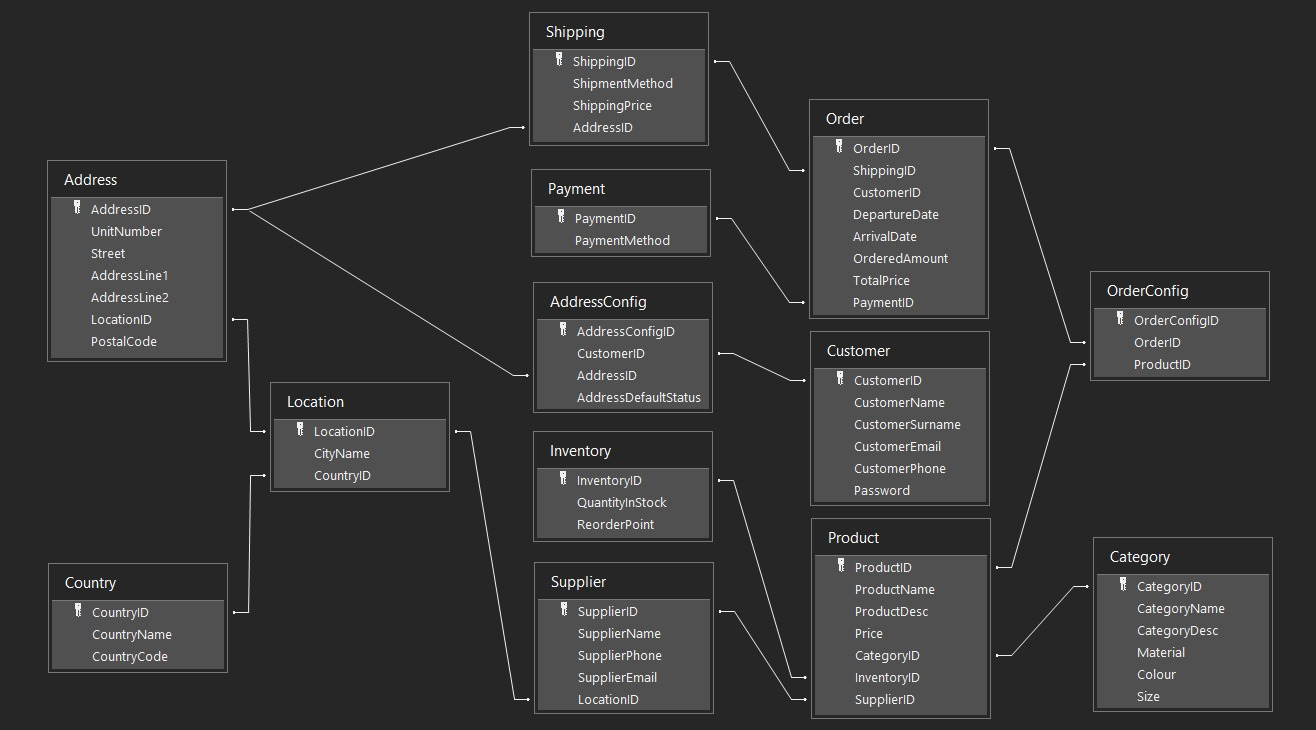 Shipping
ShippingID
ShipmentMethod
ShippingPrice
AddressID
Order
OrderID
ShippingID
CustomerID
DepartureDate
ArrivalDate
OrderedAmount
TotalPrice
PaymentID
Address
AddressID
UnitNumber
Street
AddressLine1
AddressLine2
LocationID
PostalCode
Payment
PaymentID
PaymentMethod
AddressConfig
AddressConfigID
CustomerID
AddressID
AddressDefaultStatus
OrderConfig
OrderConfigID
OrderID
ProductID
Customer
CustomerID
CustomerName
CustomerSurname
CustomerEmail
CustomerPhone
Password
Location
LocationID
CityName
CountryID
Inventory
InventoryID
QuantityInStock
ReorderPoint
Product
ProductID
ProductName
ProductDesc
Price
CategoryID
InventoryID
SupplierID
Category
CategoryID
CategoryName
CategoryDesc
Material
Colour
Size
Country
CountryID
CountryName
CountryCode
Supplier
SupplierID
SupplierName
SupplierPhone
SupplierEmail
LocationID